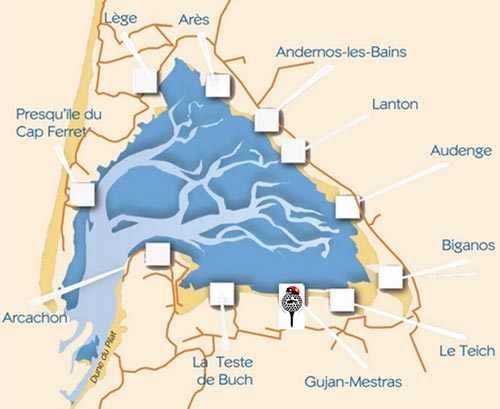 Lège
Arès
Andernos-les-Bains
Lanton
Presqu'île du
Cap Ferret
Audenge
Biganos
Arcachon
Le Teich
Dune du Pilat
La Teste
de Buch
Gujan-Mestras